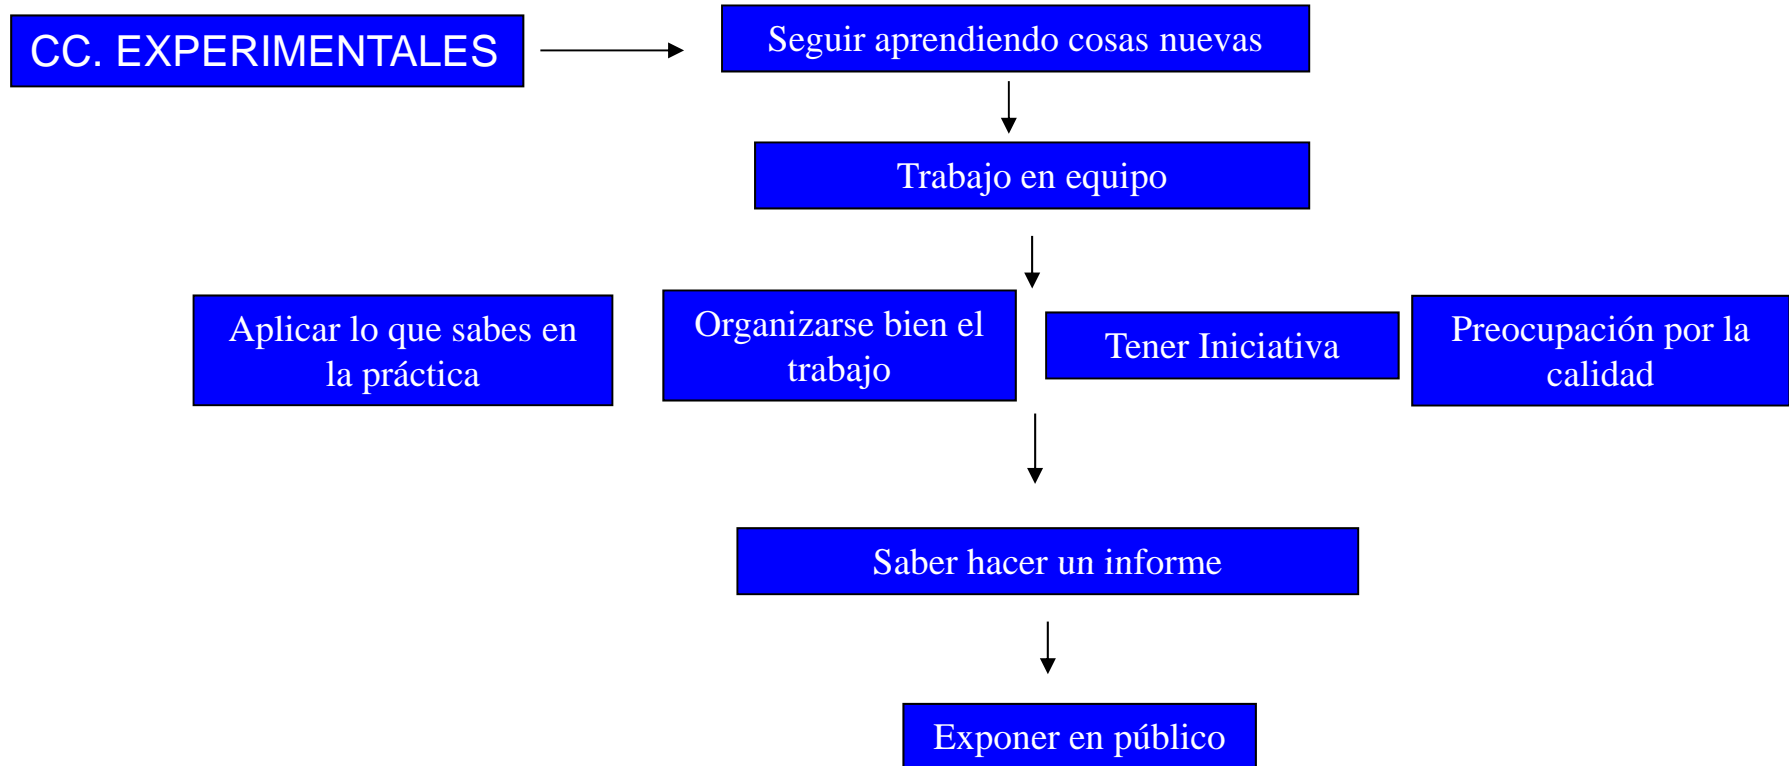 CC. EXPERIMENTALES
Seguir aprendiendo cosas nuevas
Trabajo en equipo
Aplicar lo que sabes en
la práctica
Organizarse bien el
trabajo
Tener Iniciativa
Preocupación por la
calidad
Saber hacer un informe
Exponer en público